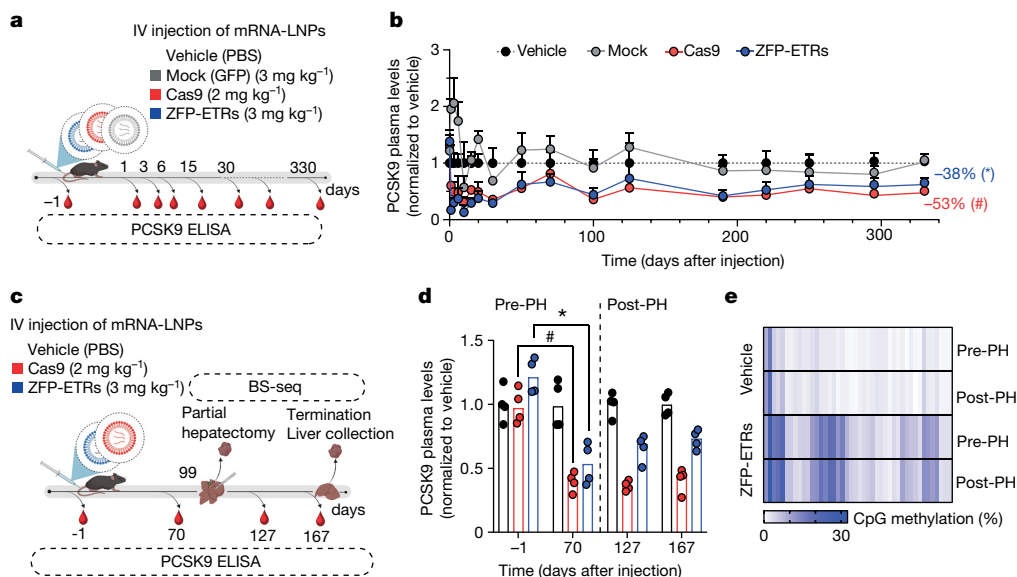 a
IV injection of mRNA-LNPs
Vehicle (PBS)
Mock (GFP) (3 mg kg⁻¹)
Cas9 (2 mg kg⁻¹)
ZFP-ETRs (3 mg kg⁻¹)
–1 1 3 6 15 30 330 days
PCSK9 ELISA
b
PCSK9 plasma levels
(normalized to vehicle)
3
2
1
0
Vehicle Mock Cas9 ZFP-ETRs
–38% (*)
–53% (#)
0 100 200 300
Time (days after injection)
c
IV injection of mRNA-LNPs
Vehicle (PBS)
Cas9 (2 mg kg⁻¹)
ZFP-ETRs (3 mg kg⁻¹)
BS-seq
Partial
hepatectomy
Termination
Liver collection
99
days
–1 70 127 167
PCSK9 ELISA
d
Pre-PH Post-PH
*
#
PCSK9 plasma levels
(normalized to vehicle)
1.5
1.0
0.5
0
–1 70 127 167
Time (days after injection)
e
Vehicle
Pre-PH
Post-PH
ZFP-ETRs
Pre-PH
Post-PH
CpG methylation (%)
0 30